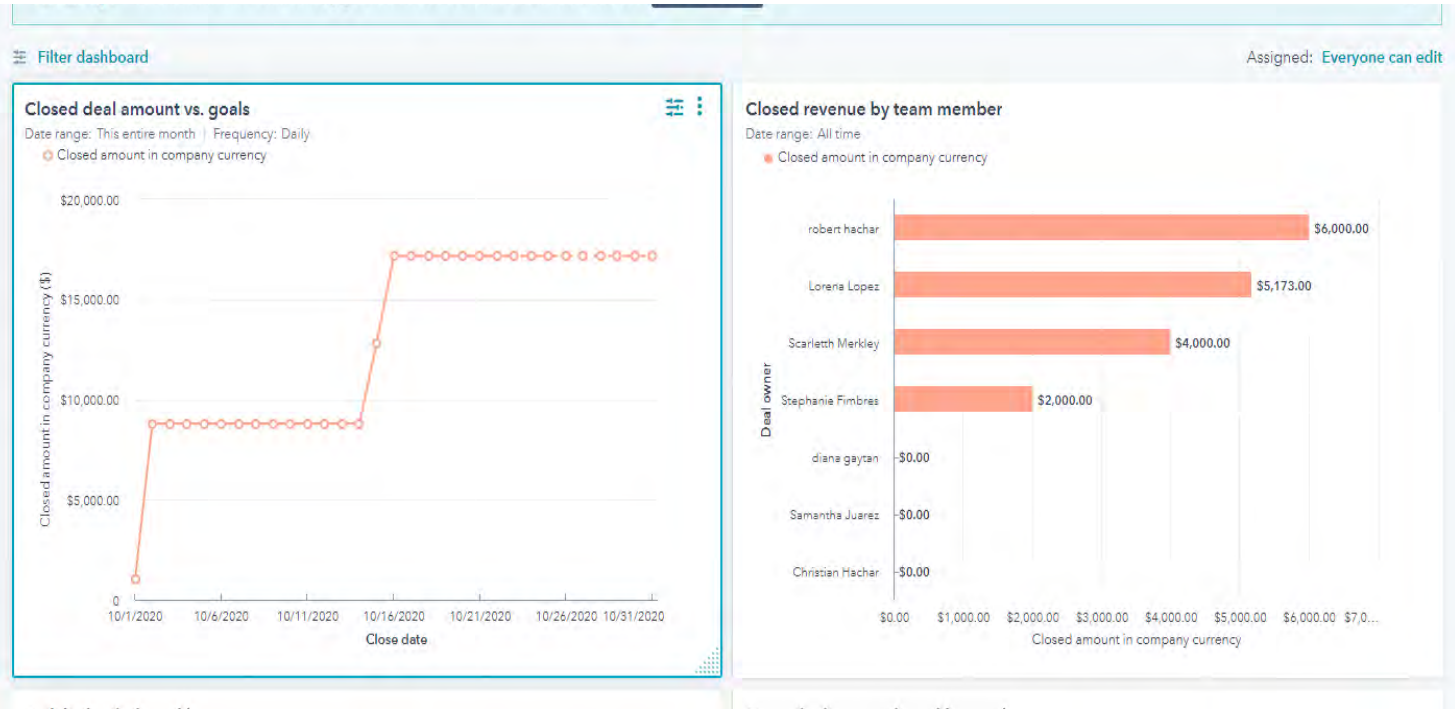 Filter dashboard
Assigned: Everyone can edit
Closed deal amount vs. goals
Date range: This entire month | Frequency: Daily
Closed amount in company currency
$20,000.00
$15,000.00
$10,000.00
$5,000.00
0
Closed amount in company currency ($)
10/1/2020 10/6/2020 10/11/2020 10/16/2020 10/21/2020 10/26/2020 10/31/2020
Close date
Closed revenue by team member
Date range: All time
Closed amount in company currency
Deal owner
robert hachar $6,000.00
Lorena Lopez $5,173.00
Scarletth Merkley $4,000.00
Stephanie Fimbres $2,000.00
diana gaytan $0.00
Samantha Juarez $0.00
Christian Hachar $0.00
$0.00 $1,000.00 $2,000.00 $3,000.00 $4,000.00 $5,000.00 $6,000.00 $7,0...
Closed amount in company currency